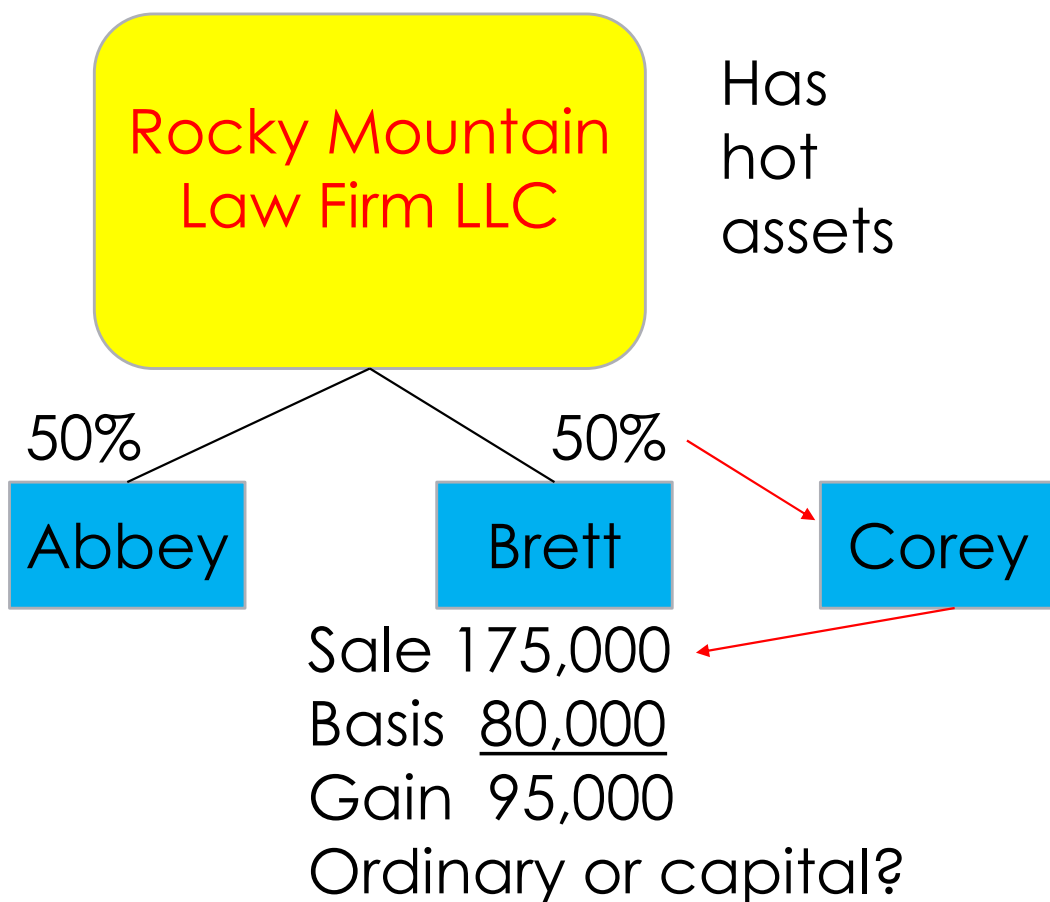 Rocky Mountain
Law Firm LLC
Has
hot
assets
50%
50%
Abbey
Brett
Corey
Sale 175,000
Basis 80,000
Gain 95,000
Ordinary or capital?